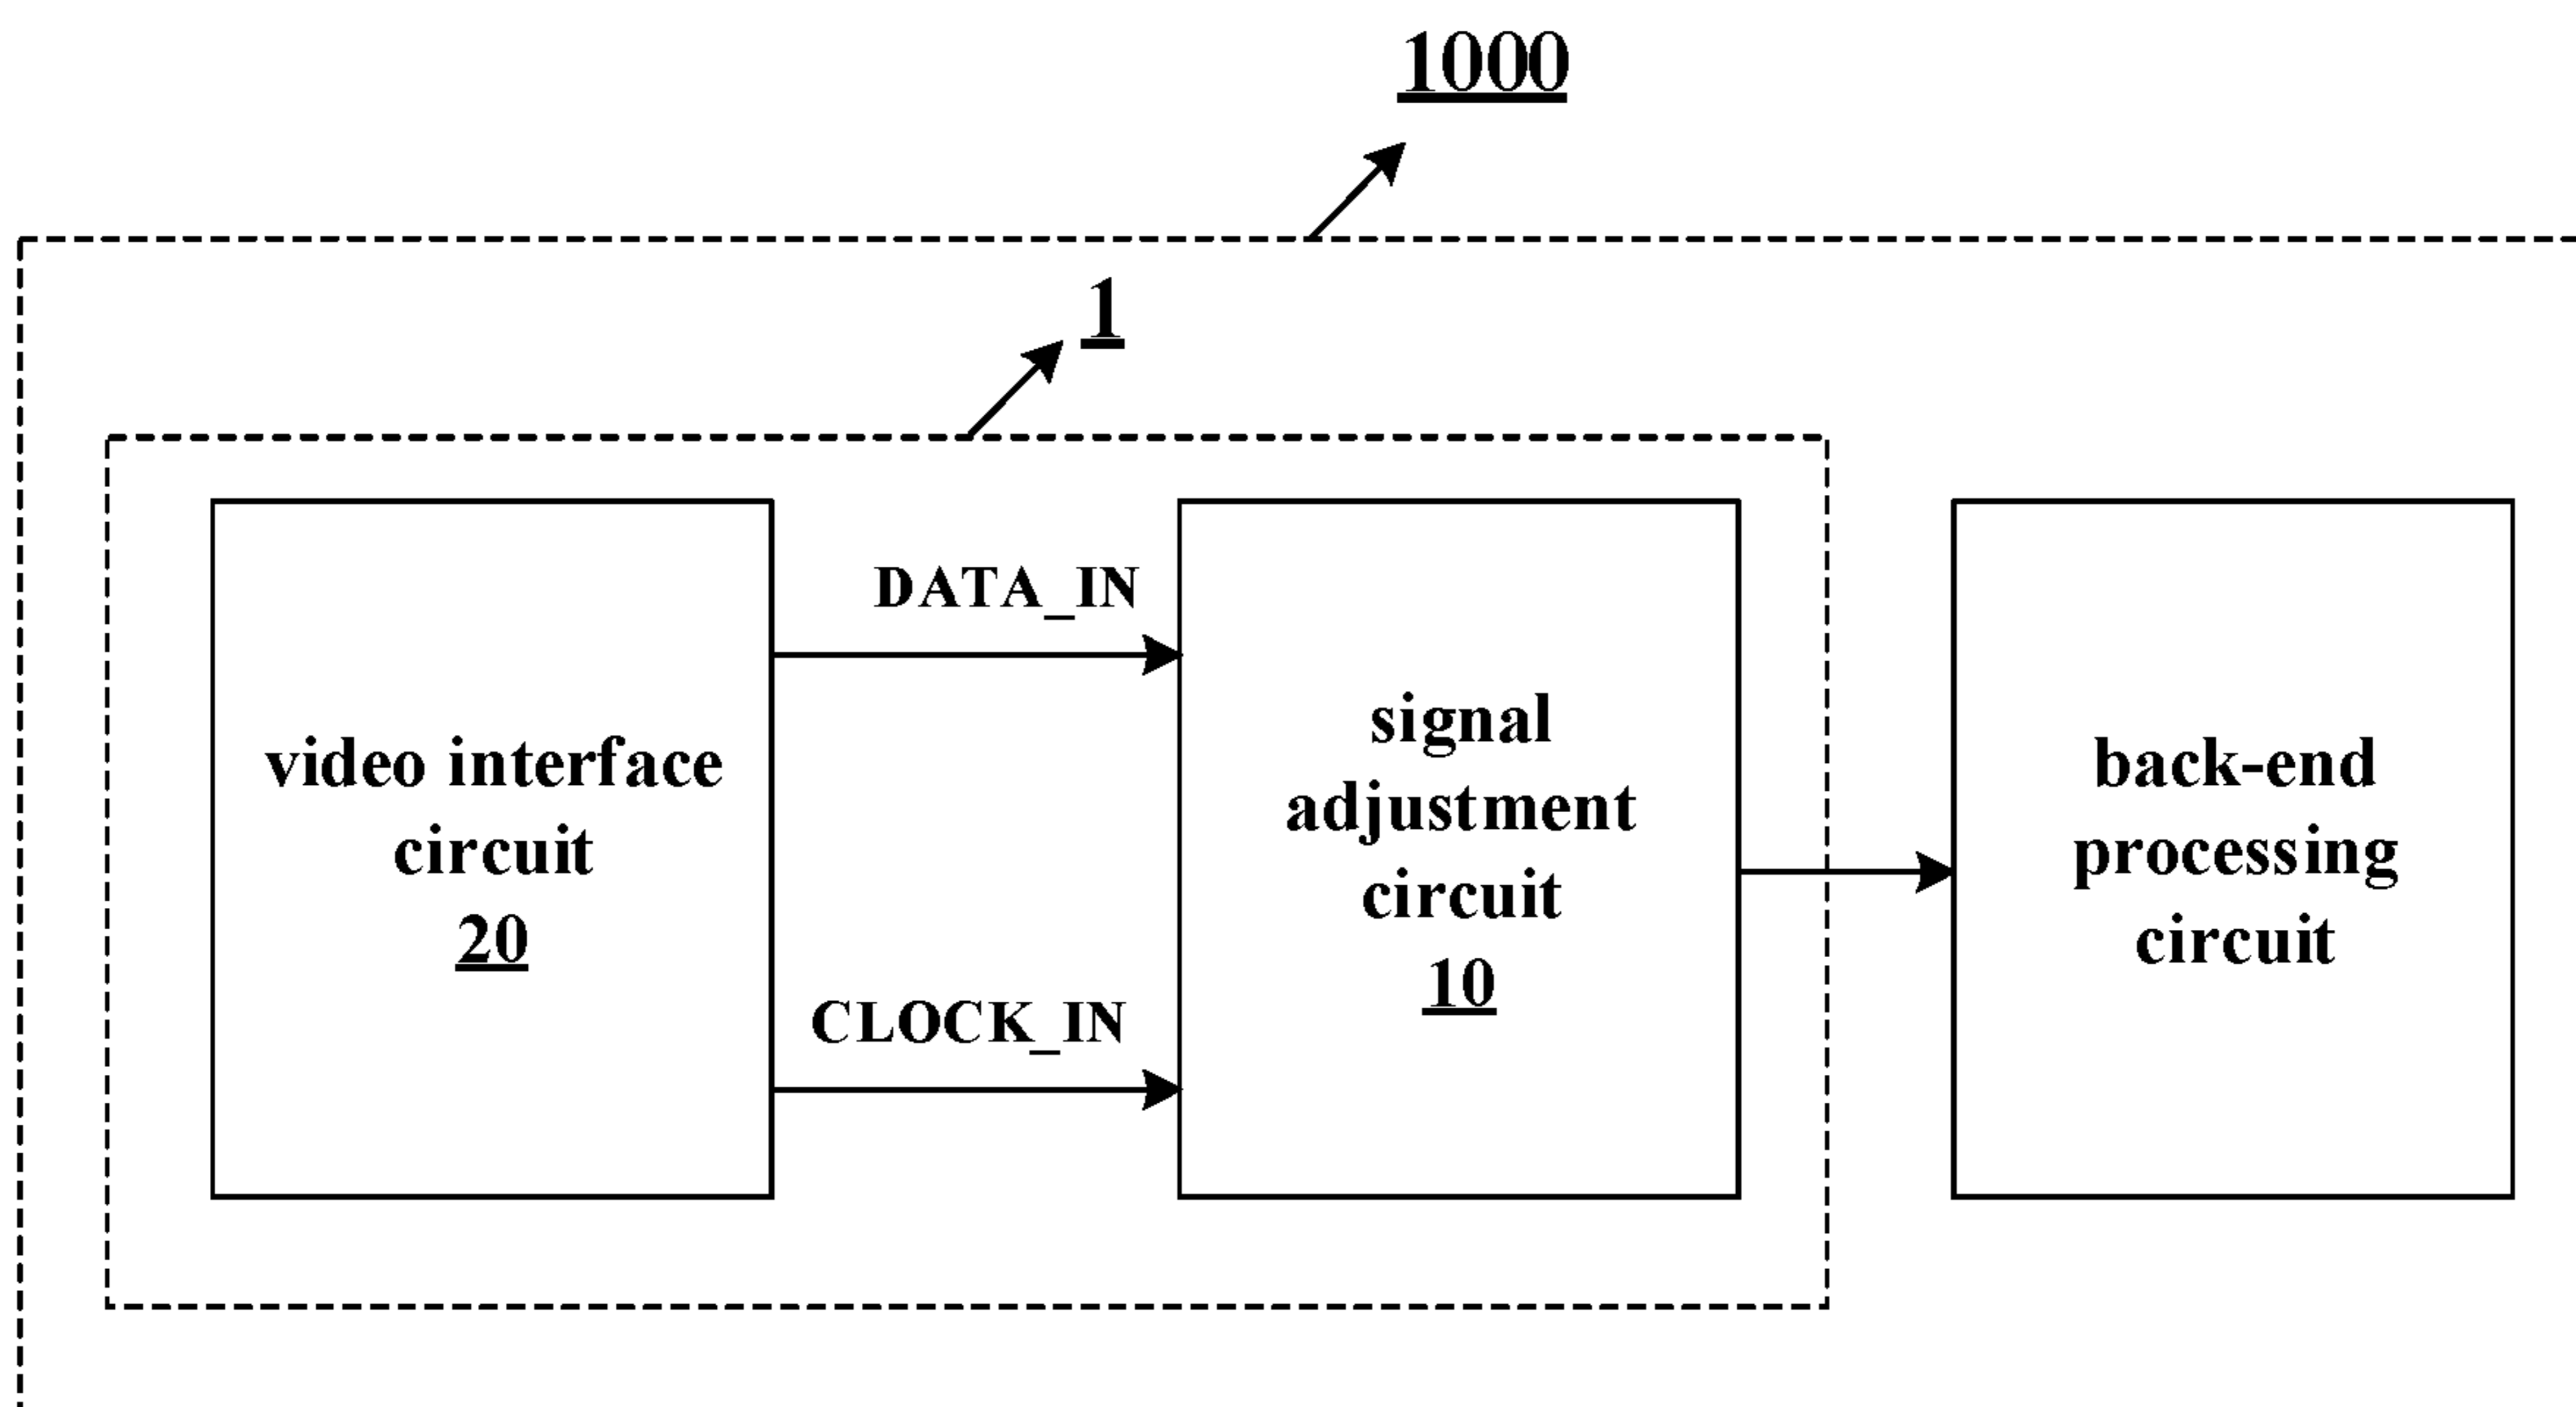 1000
1
DATA_IN
video interface
circuit
20
CLOCK_IN
signal
adjustment
circuit
10
back-end
processing
circuit